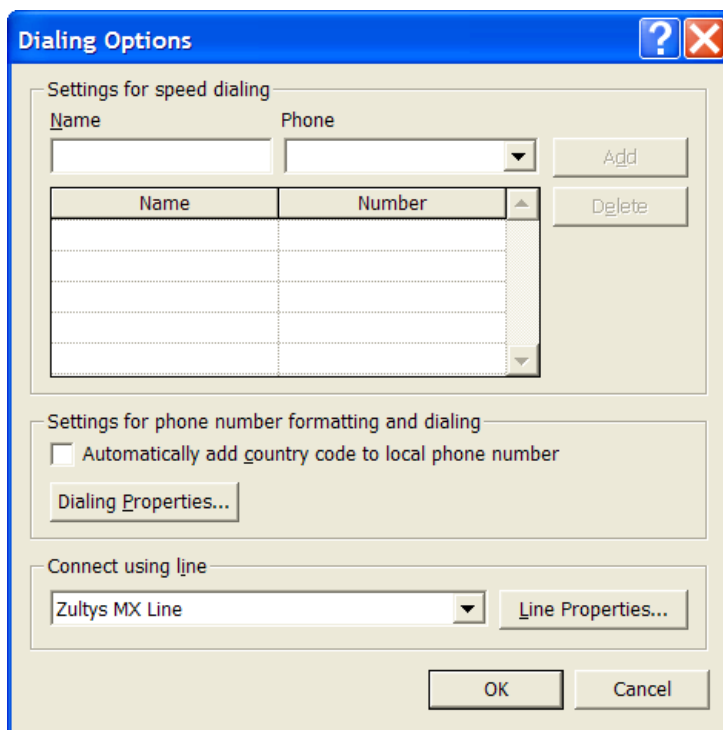 Dialing Options
Settings for speed dialing
Name Phone
Add
Name Number
Delete
Settings for phone number formatting and dialing
Automatically add country code to local phone number
Dialing Properties...
Connect using line
Zultys MX Line
Line Properties...
OK Cancel